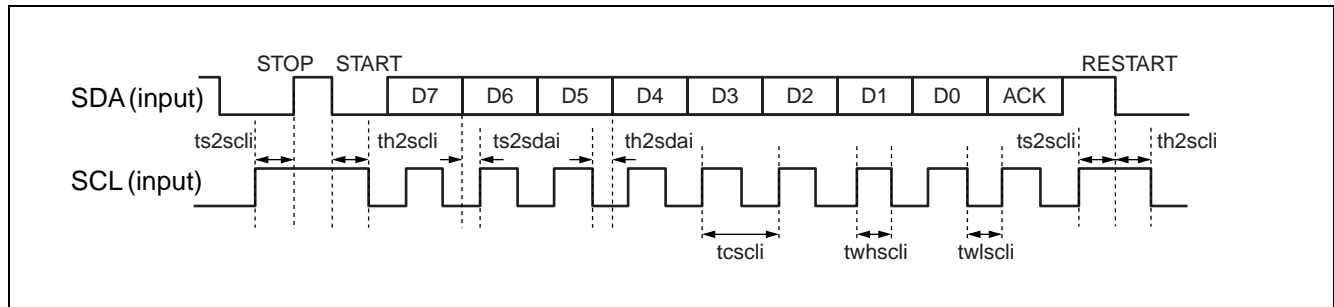 STOP START RESTART
SDA (input) D7 D6 D5 D4 D3 D2 D1 D0 ACK
ts2scli th2scli ts2sdai th2sdai ts2scli th2scli
SCL (input)
tcscli twhscli twlscli